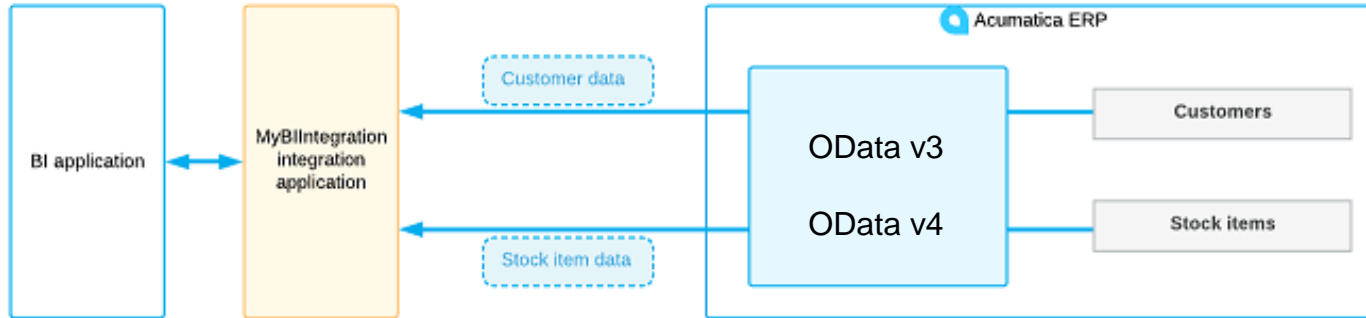 Acumatica ERP
Customer data
Customers
BI application
MyBIIntegration
integration
application
OData v3
OData v4
Stock items
Stock item data